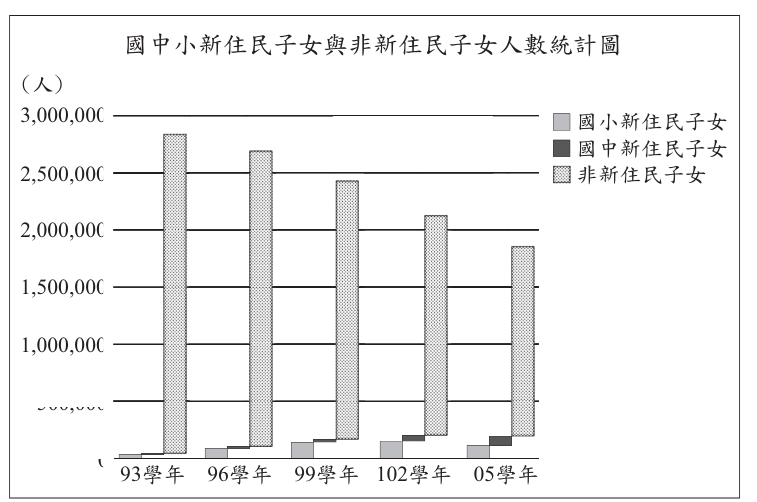 國中小新住民子女與非新住民子女人數統計圖
（人）
3,000,000
2,500,000
2,000,000
1,500,000
1,000,000
93學年 96學年 99學年 102學年 05學年
國小新住民子女
國中新住民子女
非新住民子女